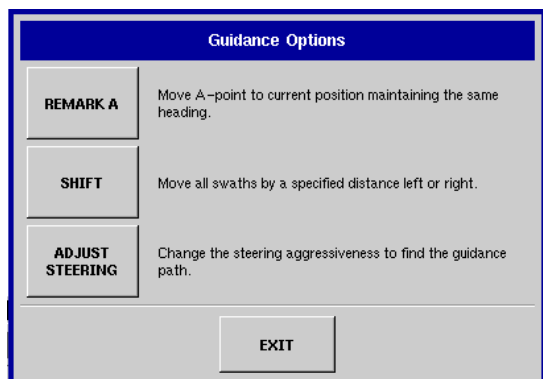 Guidance Options
REMARK A
Move A-point to current position maintaining the same
heading.
SHIFT
Move all swaths by a specified distance left or right.
ADJUST
STEERING
Change the steering aggressiveness to find the guidance
path.
EXIT